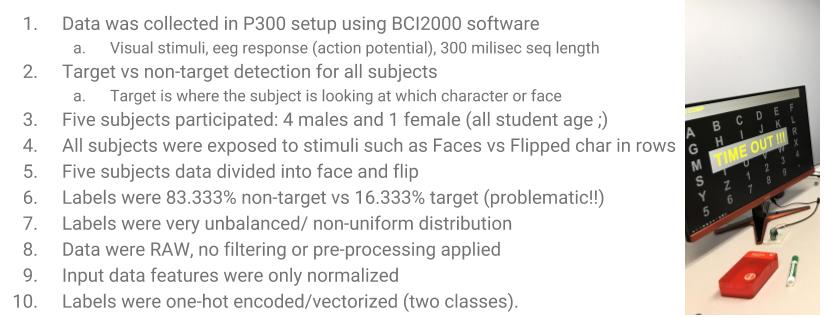 1. Data was collected in P300 setup using BCI2000 software
a. Visual stimuli, eeg response (action potential), 300 milisec seq length
2. Target vs non-target detection for all subjects
a. Target is where the subject is looking at which character or face
3. Five subjects participated: 4 males and 1 female (all student age ;)
4. All subjects were exposed to stimuli such as Faces vs Flipped char in rows
5. Five subjects data divided into face and flip
6. Labels were 83.333% non-target vs 16.333% target (problematic!!)
7. Labels were very unbalanced/ non-uniform distribution
8. Data were RAW, no filtering or pre-processing applied
9. Input data features were only normalized
10. Labels were one-hot encoded/vectorized (two classes).
A B C D E F
G H I J K L
M R
TIME OUT !!!
S X
Y Z 1 2 3 4
5 6 7 8 9